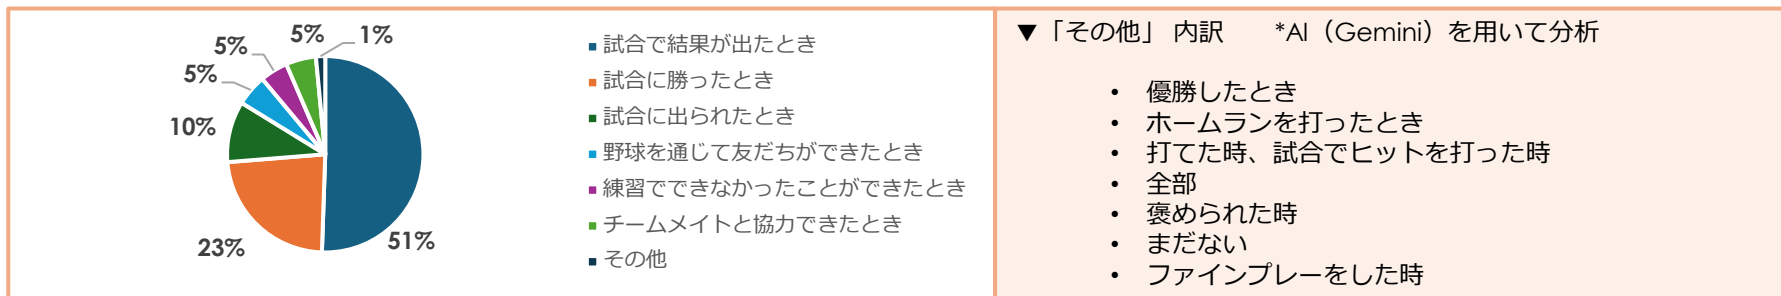 5%
1%
5%
5%
10%
23%
51%
試合で結果が出たとき
試合に勝ったとき
試合に出られたとき
野球を通じて友だちができたとき
練習でできなかったことができたとき
チームメイトと協力できたとき
その他
▼「その他」 内訳　　*AI（Gemini）を用いて分析
• 優勝したとき
• ホームランを打ったとき
• 打てた時、試合でヒットを打った時
• 全部
• 褒められた時
• まだない
• ファインプレーをした時